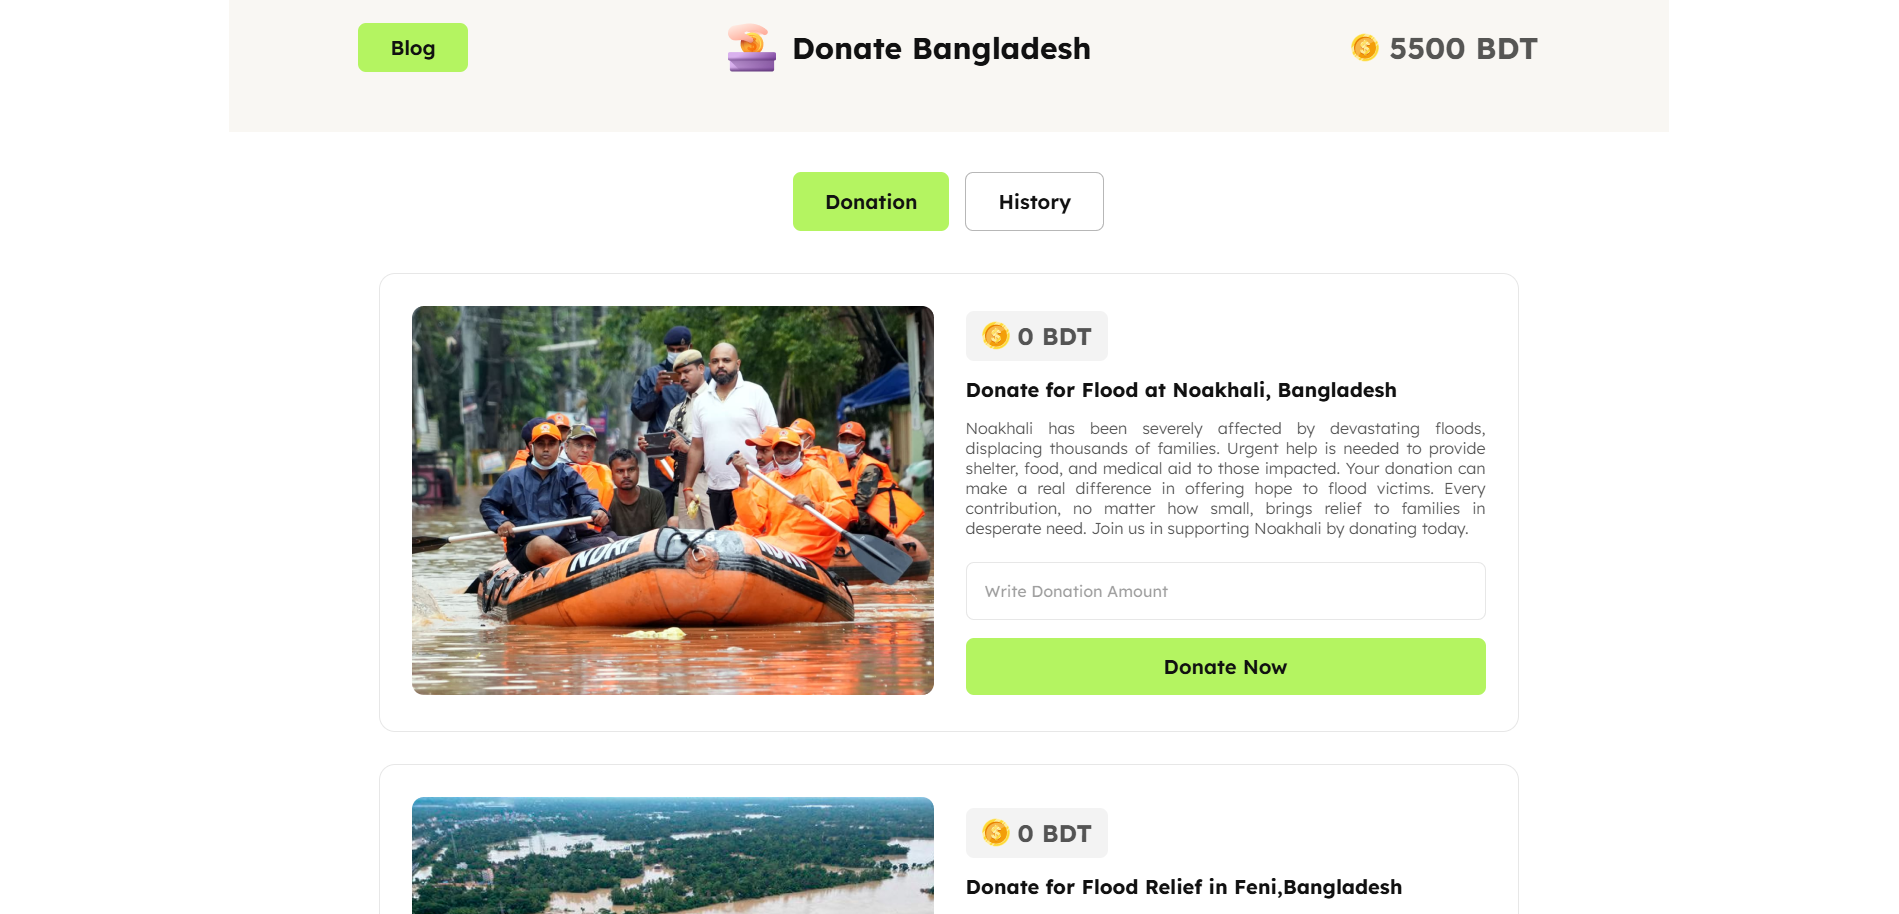 Blog
Donate Bangladesh
5500 BDT
Donation
History
0 BDT
Donate for Flood at Noakhali, Bangladesh
Noakhali has been severely affected by devastating floods,
displacing thousands of families. Urgent help is needed to provide
shelter, food, and medical aid to those impacted. Your donation can
make a real difference in offering hope to flood victims. Every
contribution, no matter how small, brings relief to families in
desperate need. Join us in supporting Noakhali by donating today.
Write Donation Amount
Donate Now
NDRF
NDRF
0 BDT
Donate for Flood Relief in Feni,Bangladesh